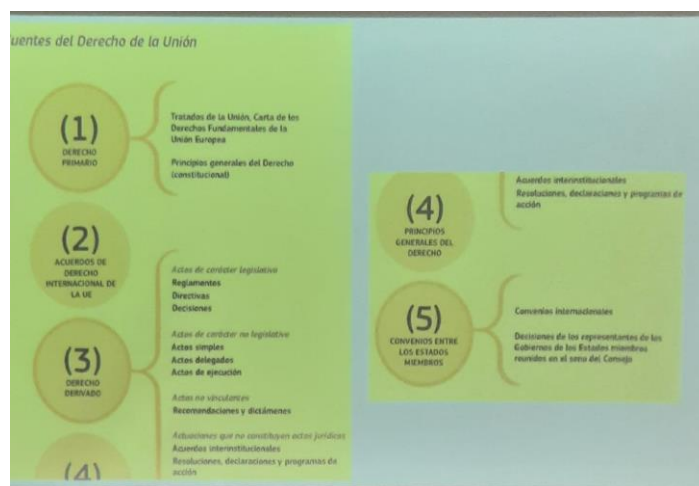 uentes del Derecho de la Unión
(1)
DERECHO
PRIMARIO
Tratados de la Unión, Carta de los
Derechos Fundamentales de la
Unión Europea
Principios generales del Derecho
(constitucional)
(2)
ACUERDOS DE
DERECHO
INTERNACIONAL DE
LA UE
(3)
DERECHO
DERIVADO
Actos de carácter legislativo
Reglamentos
Directivas
Decisiones
Actos de carácter no legislativo
Actos simples
Actos delegados
Actos de ejecución
Actos no vinculantes
Recomendaciones y dictámenes
Actuaciones que no constituyen actos jurídicos
Acuerdos interinstitucionales
Resoluciones, declaraciones y programas de
acción
(4)
Acuerdos interinstitucionales
Resoluciones, declaraciones y programas de
acción
(4)
PRINCIPIOS
GENERALES DEL
DERECHO
(5)
CONVENIOS ENTRE
LOS ESTADOS
MIEMBROS
Convenios internacionales
Decisiones de los representantes de los
Gobiernos de los Estados miembros
reunidos en el seno del Consejo